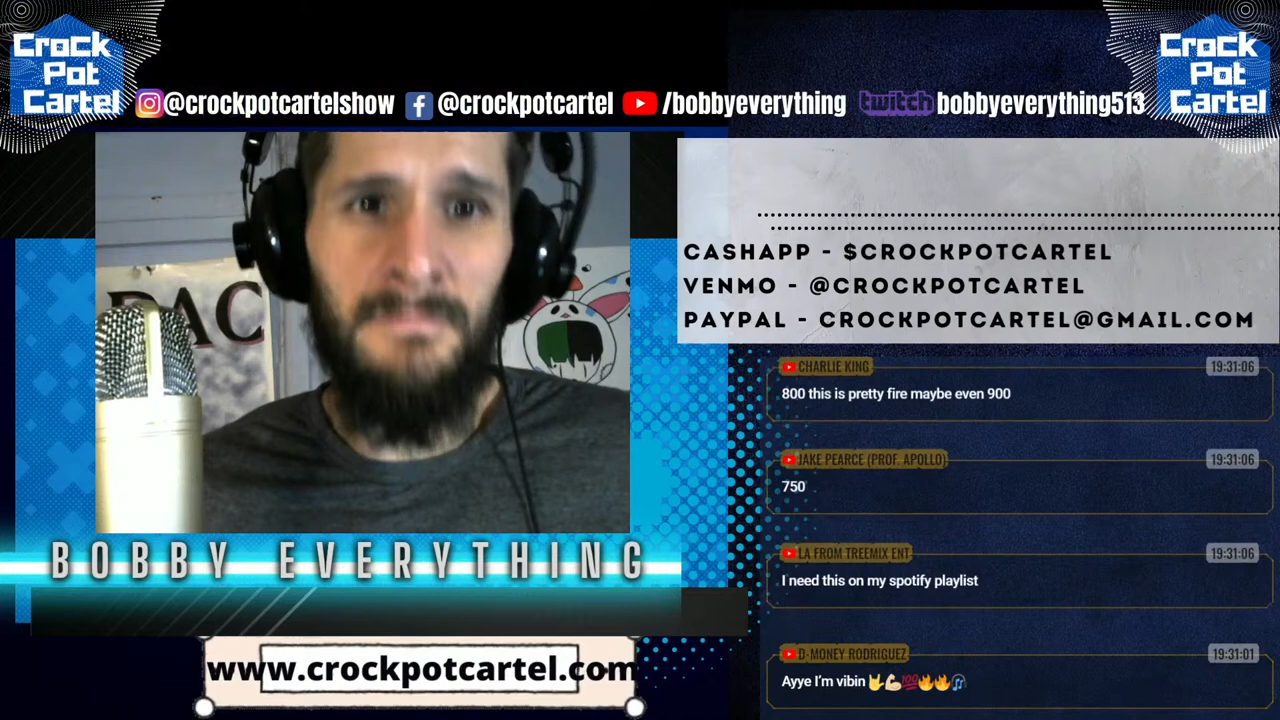 Crock
Pot
Cartel
@crockpotcartelshow @crockpotcartel /bobbyeverything twitch bobbyeverything513
Crock
Pot
Cartel
PAC
CASHAPP - $CROCKPOTCARTEL
VENMO - @CROCKPOTCARTEL
PAYPAL - CROCKPOTCARTEL@GMAIL.COM
CHARLIE KING 19:31:06
800 this is pretty fire maybe even 900
JAKE PEARCE (PROF. APOLLO) 19:31:06
750
LA FROM TREEMIX ENT 19:31:06
I need this on my spotify playlist
D-MONEY RODRIGUEZ 19:31:01
Ayye I'm vibin 🤘💪🏻💯🔥🔥🎧
BOBBY EVERYTHING
www.crockpotcartel.com